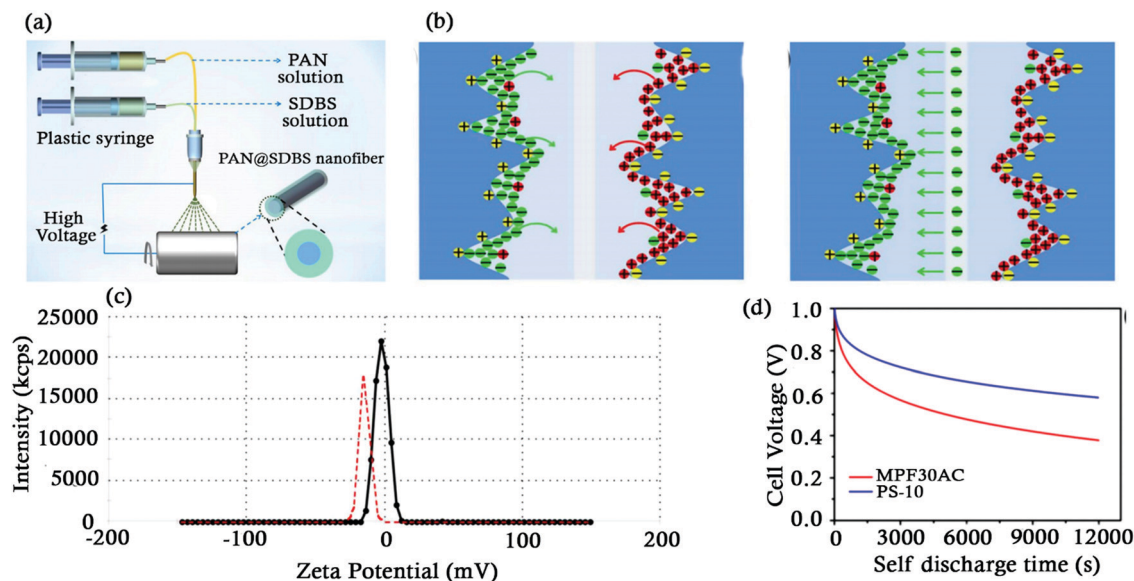 (a)
PAN
solution
SDBS
solution
Plastic syringe
PAN@SDBS nanofiber
High
Voltage
(b)
(c)
Intensity (kcps)
25000
20000
15000
10000
5000
0
-200
-100
0
100
200
Zeta Potential (mV)
(d)
Cell Voltage (V)
1.0
0.8
0.6
0.4
0.2
0.0
MPF30AC
PS-10
0
3000
6000
9000
12000
Self discharge time (s)